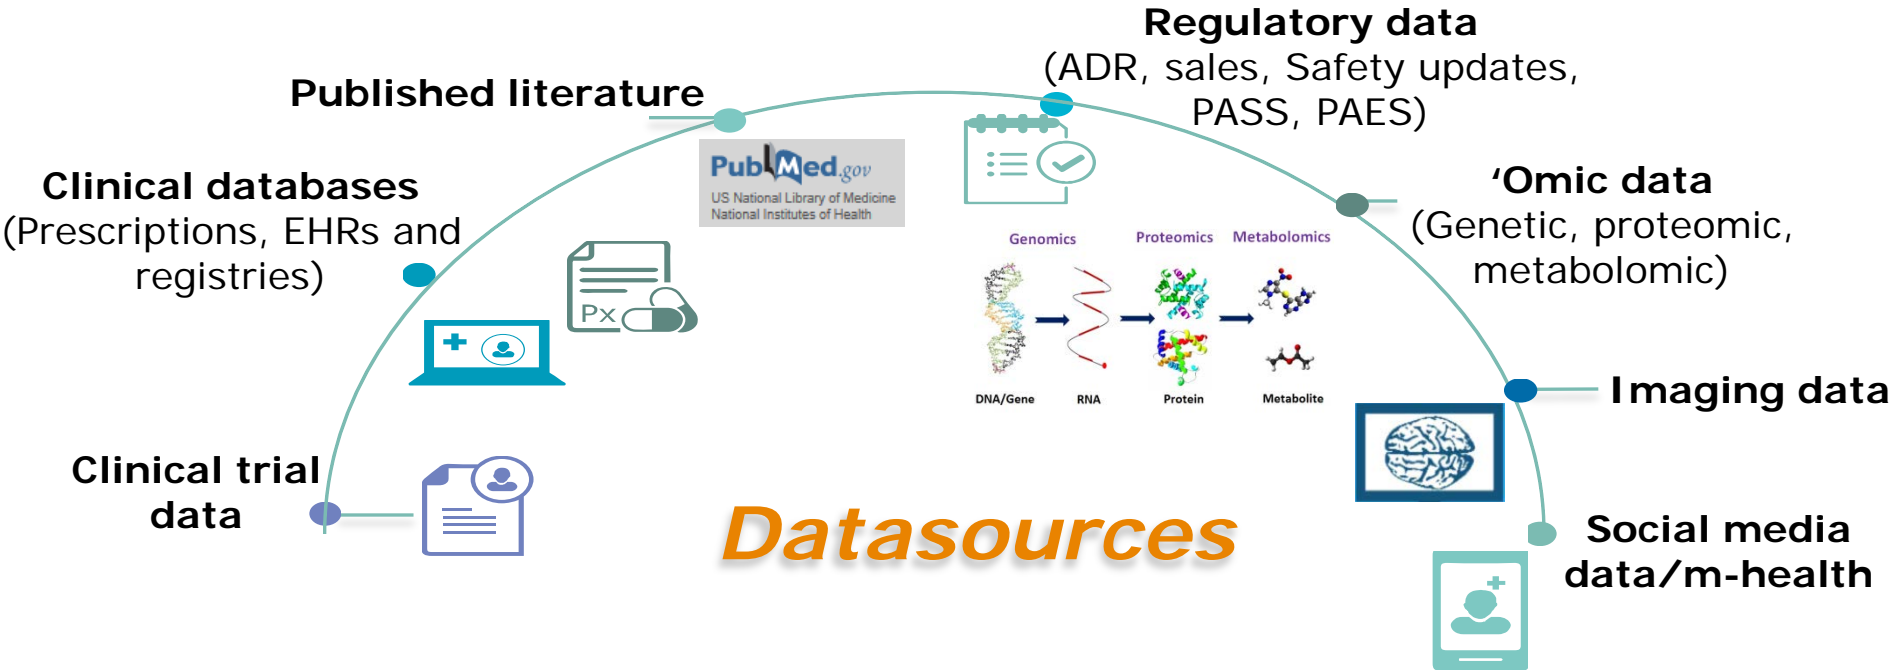 Regulatory data
(ADR, sales, Safety updates,
PASS, PAES)
Published literature
PubMed.gov
US National Library of Medicine
National Institutes of Health
Clinical databases
(Prescriptions, EHRs and
registries)
Px
‘Omic data
(Genetic, proteomic,
metabolomic)
Genomics Proteomics Metabolomics
DNA/Gene RNA Protein Metabolite
Imaging data
Clinical trial
data
Datasources
Social media
data/m-health